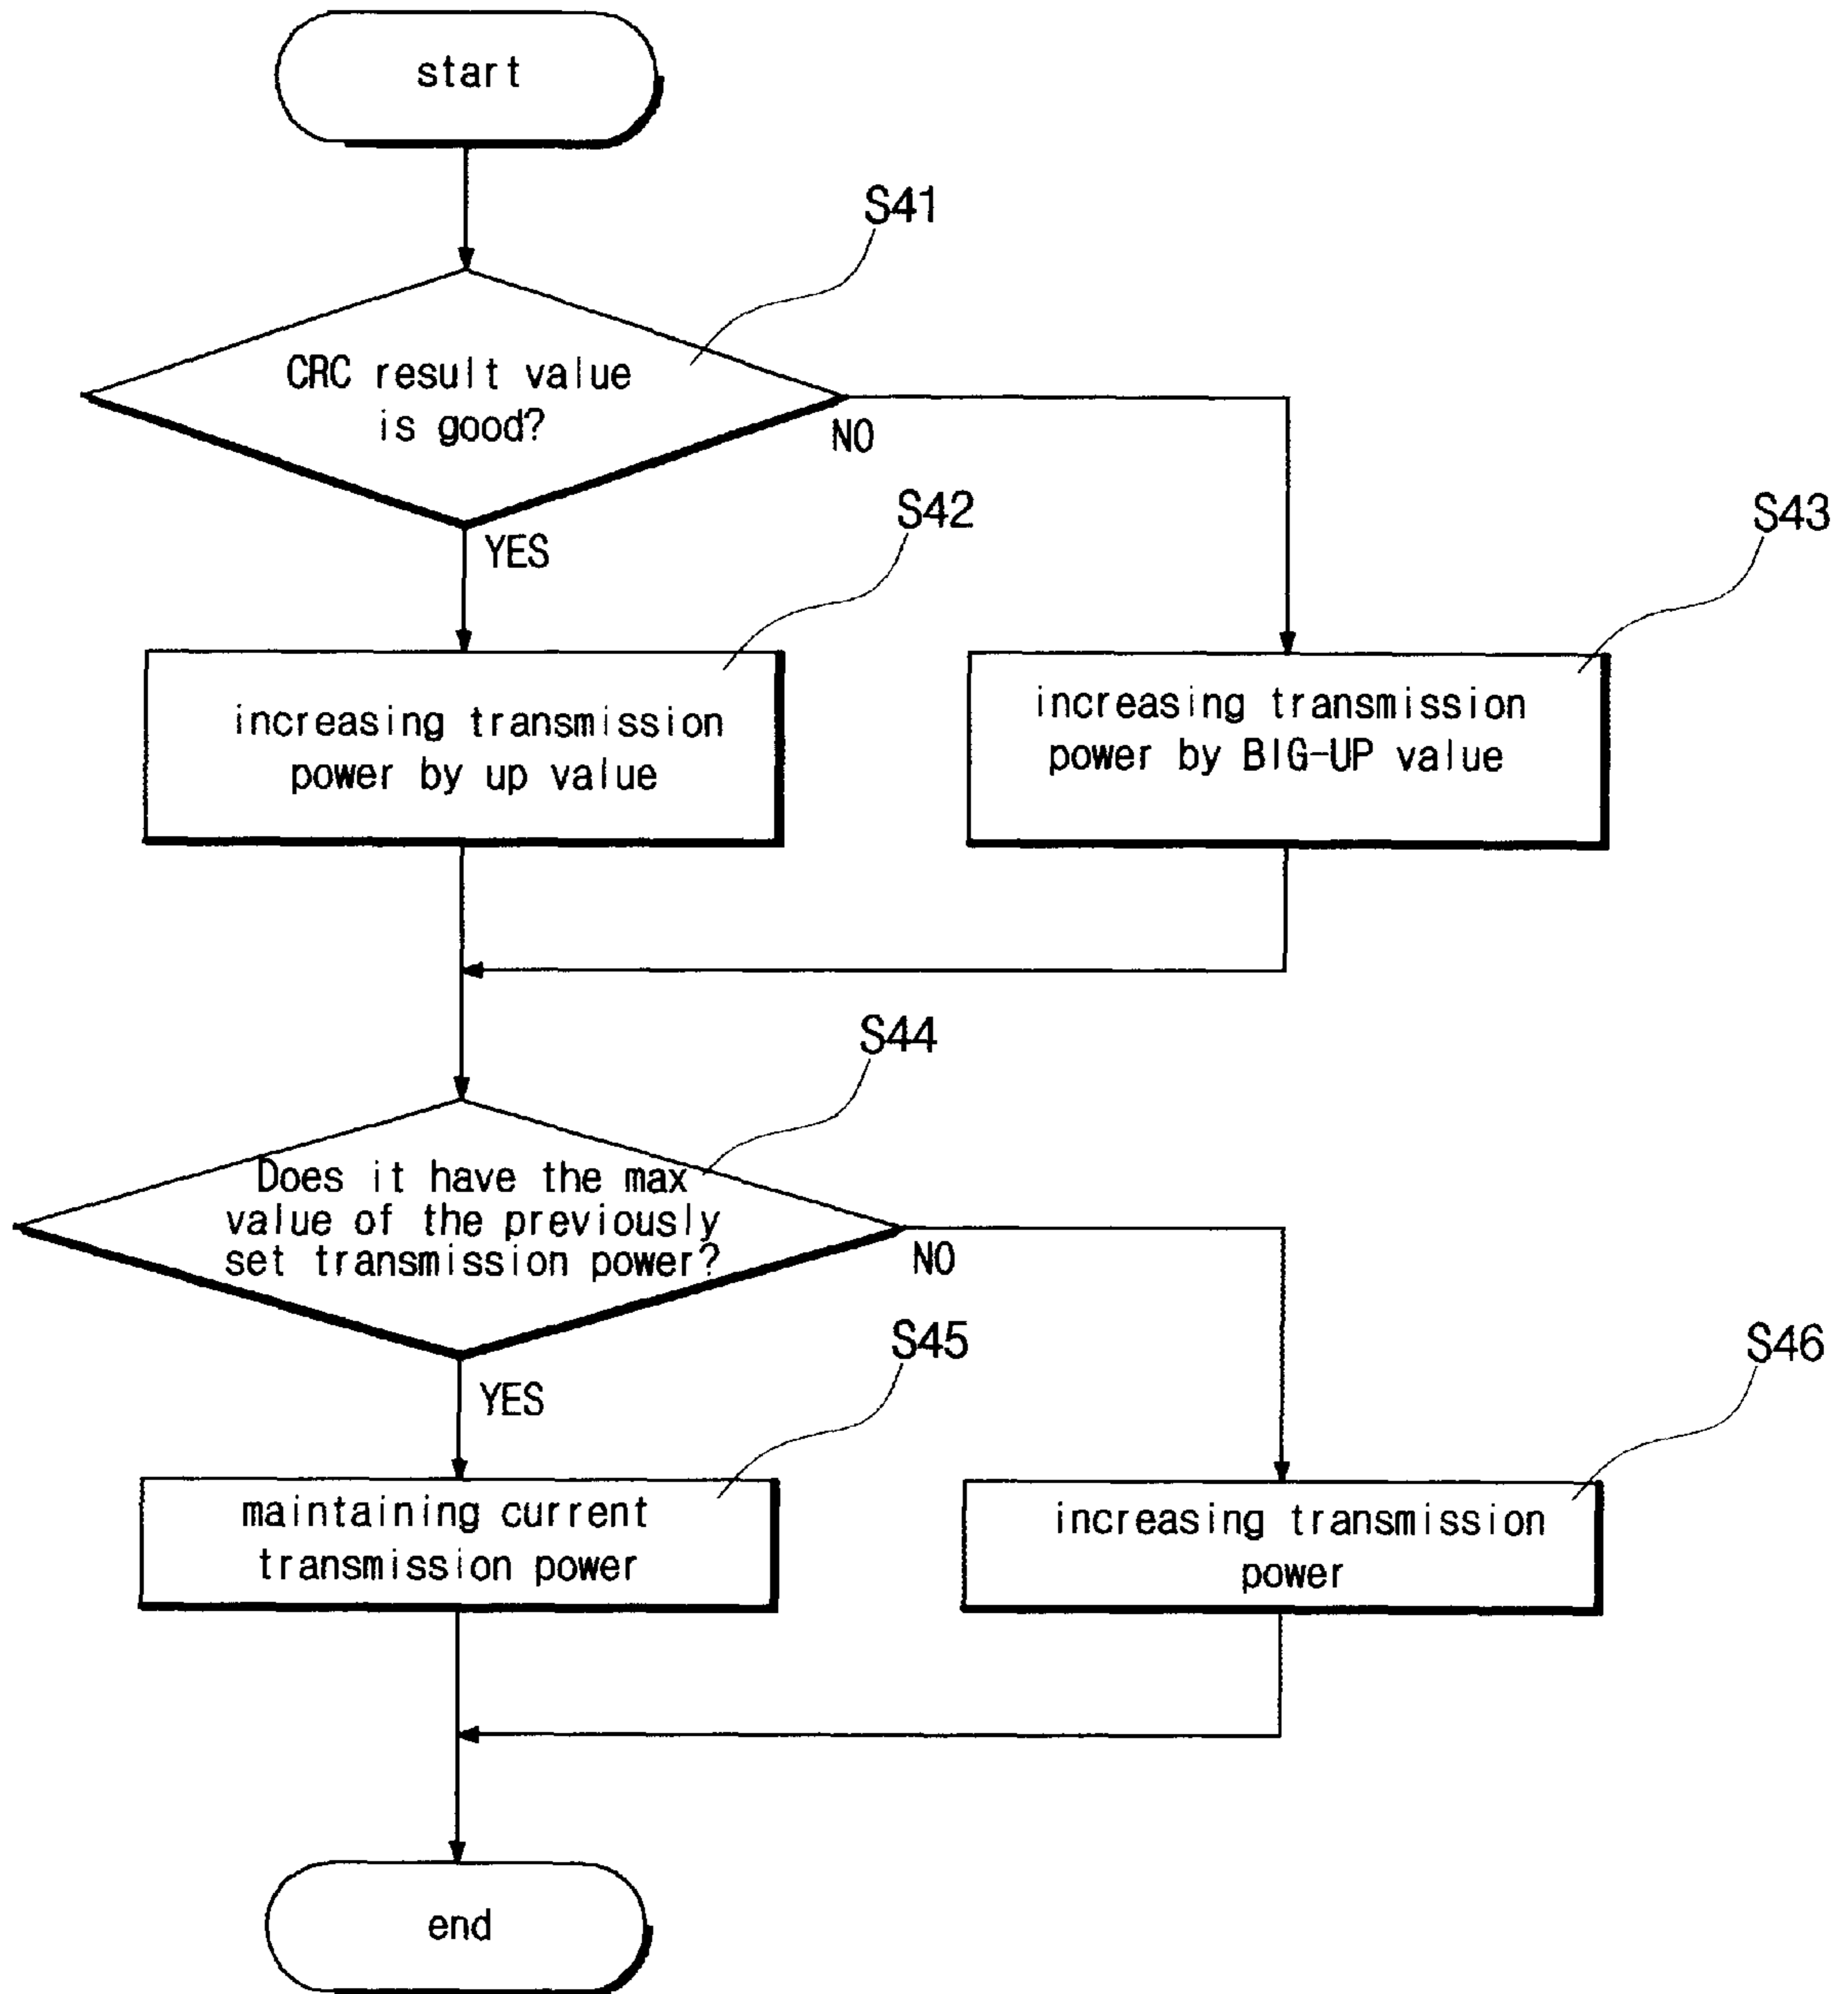 start
S41
CRC result value
is good?
NO
YES
S42
S43
increasing transmission
power by up value
increasing transmission
power by BIG-UP value
S44
Does it have the max
value of the previously
set transmission power?
NO
YES
S45
S46
maintaining current
transmission power
increasing transmission
power
end